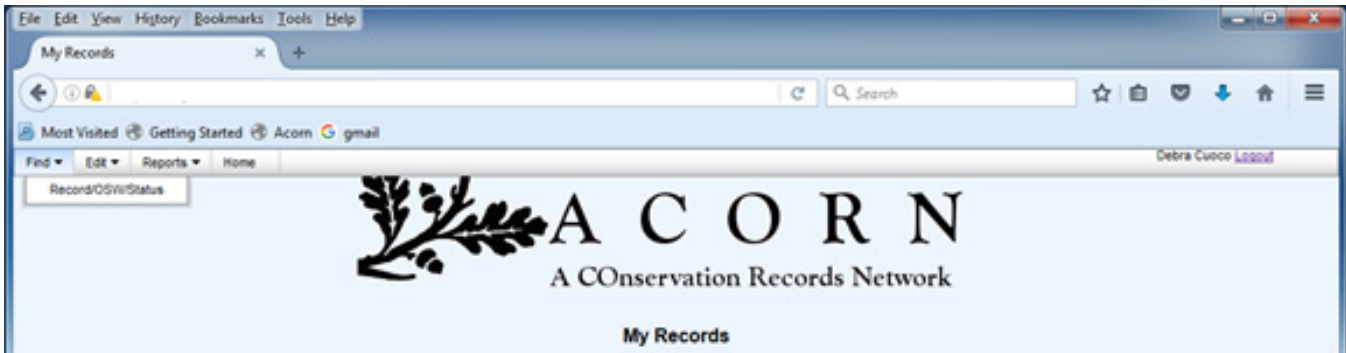 File Edit View History Bookmarks Tools Help
My Records × +
Search
Most Visited Getting Started Acorn gmail
Find Edit Reports Home Debra Cuoco Logout
Record/OSW/Status
ACORN
A COnservation Records Network
My Records